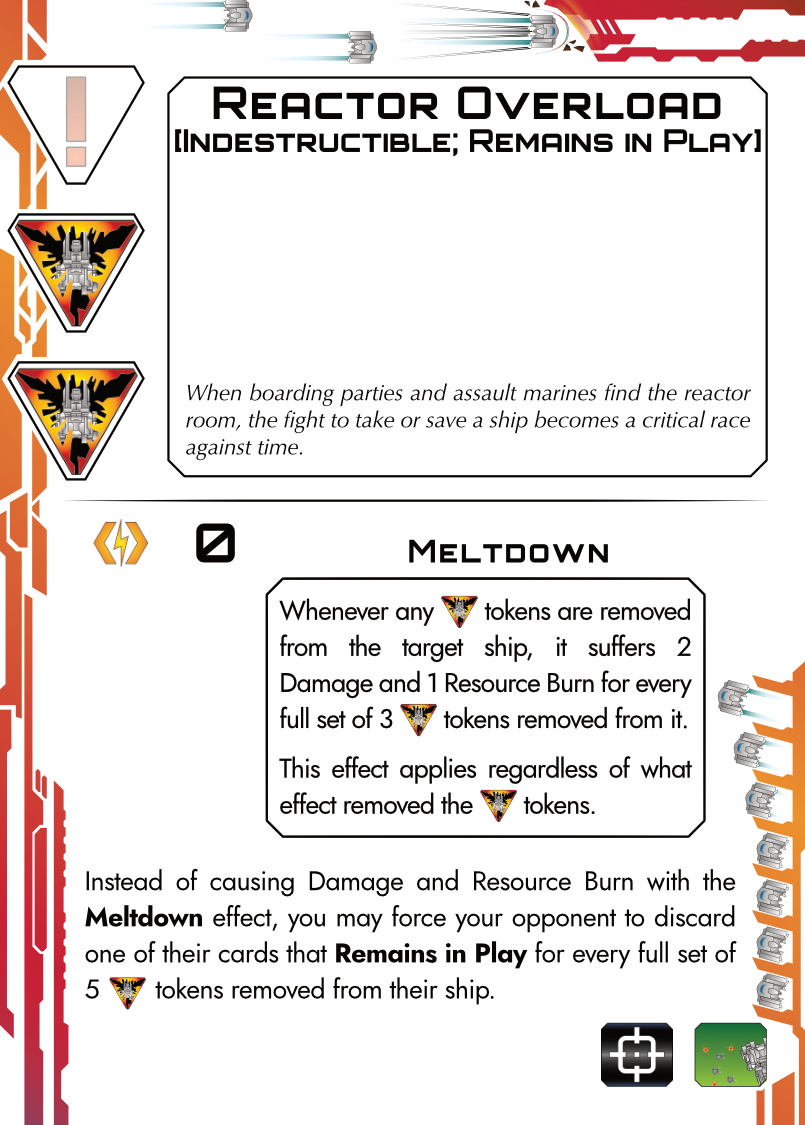 Reactor Overload
[Indestructible; Remains in Play]
When boarding parties and assault marines find the reactor
room, the fight to take or save a ship becomes a critical race
against time.
0
Meltdown
Whenever any tokens are removed
from the target ship, it suffers 2
Damage and 1 Resource Burn for every
full set of 3 tokens removed from it.
This effect applies regardless of what
effect removed the tokens.
Instead of causing Damage and Resource Burn with the
Meltdown effect, you may force your opponent to discard
one of their cards that Remains in Play for every full set of
5 tokens removed from their ship.